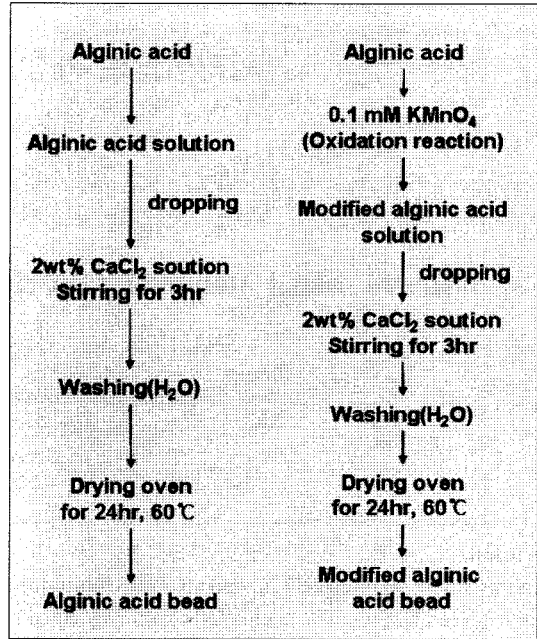 Alginic acid
Alginic acid solution
dropping
2wt% CaCl₂ soution
Stirring for 3hr
Washing(H₂O)
Drying oven
for 24hr, 60℃
Alginic acid bead
Alginic acid
0.1 mM KMnO₄
(Oxidation reaction)
Modified alginic acid
solution
dropping
2wt% CaCl₂ soution
Stirring for 3hr
Washing(H₂O)
Drying oven
for 24hr, 60℃
Modified alginic
acid bead